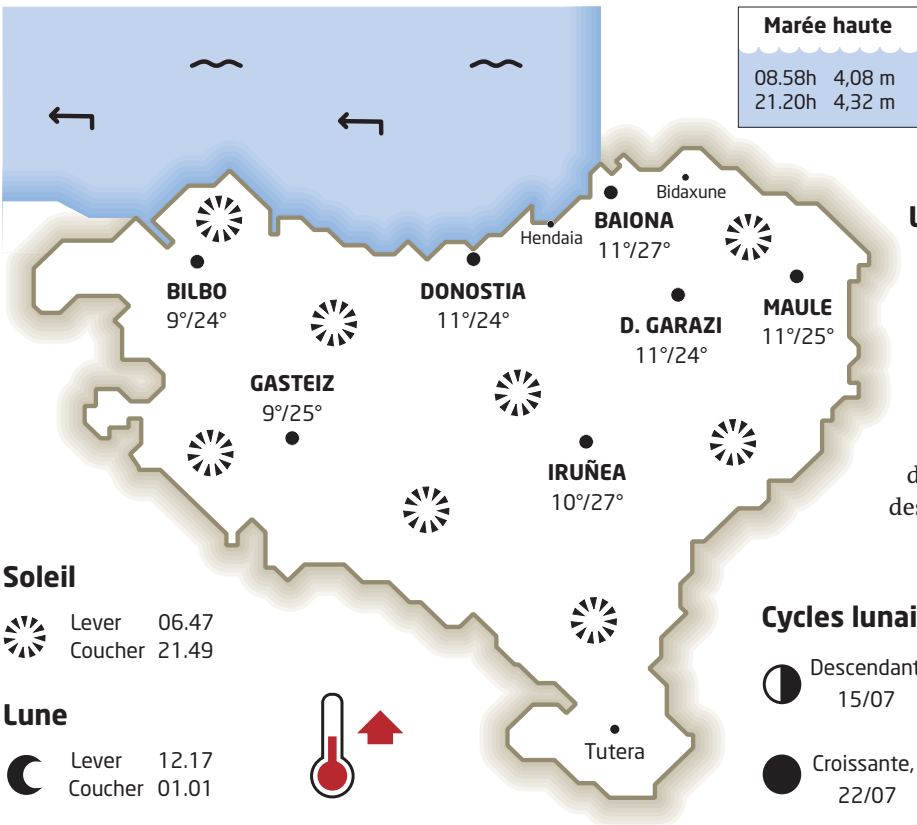 Marée haute
08.58h 4,08 m
21.20h 4,32 m
Bidaxune
Hendaia
BAIONA
11°/27°
BILBO
9°/24°
DONOSTIA
11°/24°
D. GARAZI
11°/24°
MAULE
11°/25°
GASTEIZ
9°/25°
IRUÑEA
10°/27°
Tutera
Soleil
Lever 06.47
Coucher 21.49
Lune
Lever 12.17
Coucher 01.01
Cycles lunai
Descendant
15/07
Croissante,
22/07